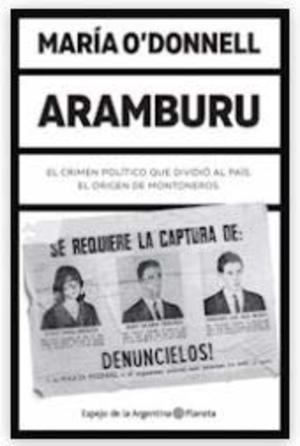 MARÍA O'DONNELL
ARAMBURU
EL CRIMEN POLÍTICO QUE DIVIDIÓ AL PAÍS.
EL ORIGEN DE MONTONEROS.
SÉ REQUIERE LA CAPTURA DE:
DENUNCIELOS!
Espejo de la Argentina Planeta